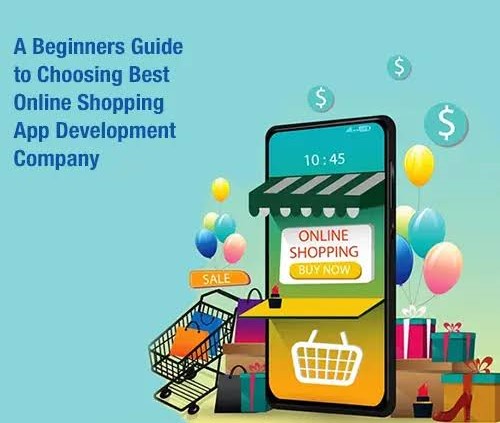 A Beginners Guide
to Choosing Best
Online Shopping
App Development
Company
$
$
$
10 : 45
ONLINE
SHOPPING
BUY NOW
SALE